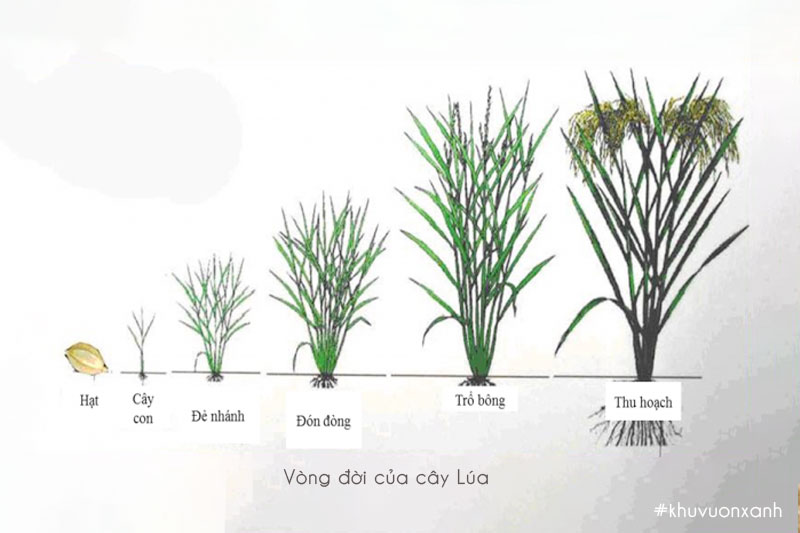 Hạt
Cây
con
Đẻ nhánh
Đón đòng
Trổ bông
Thu hoạch
Vòng đời của cây Lúa
#khuvuonxanh